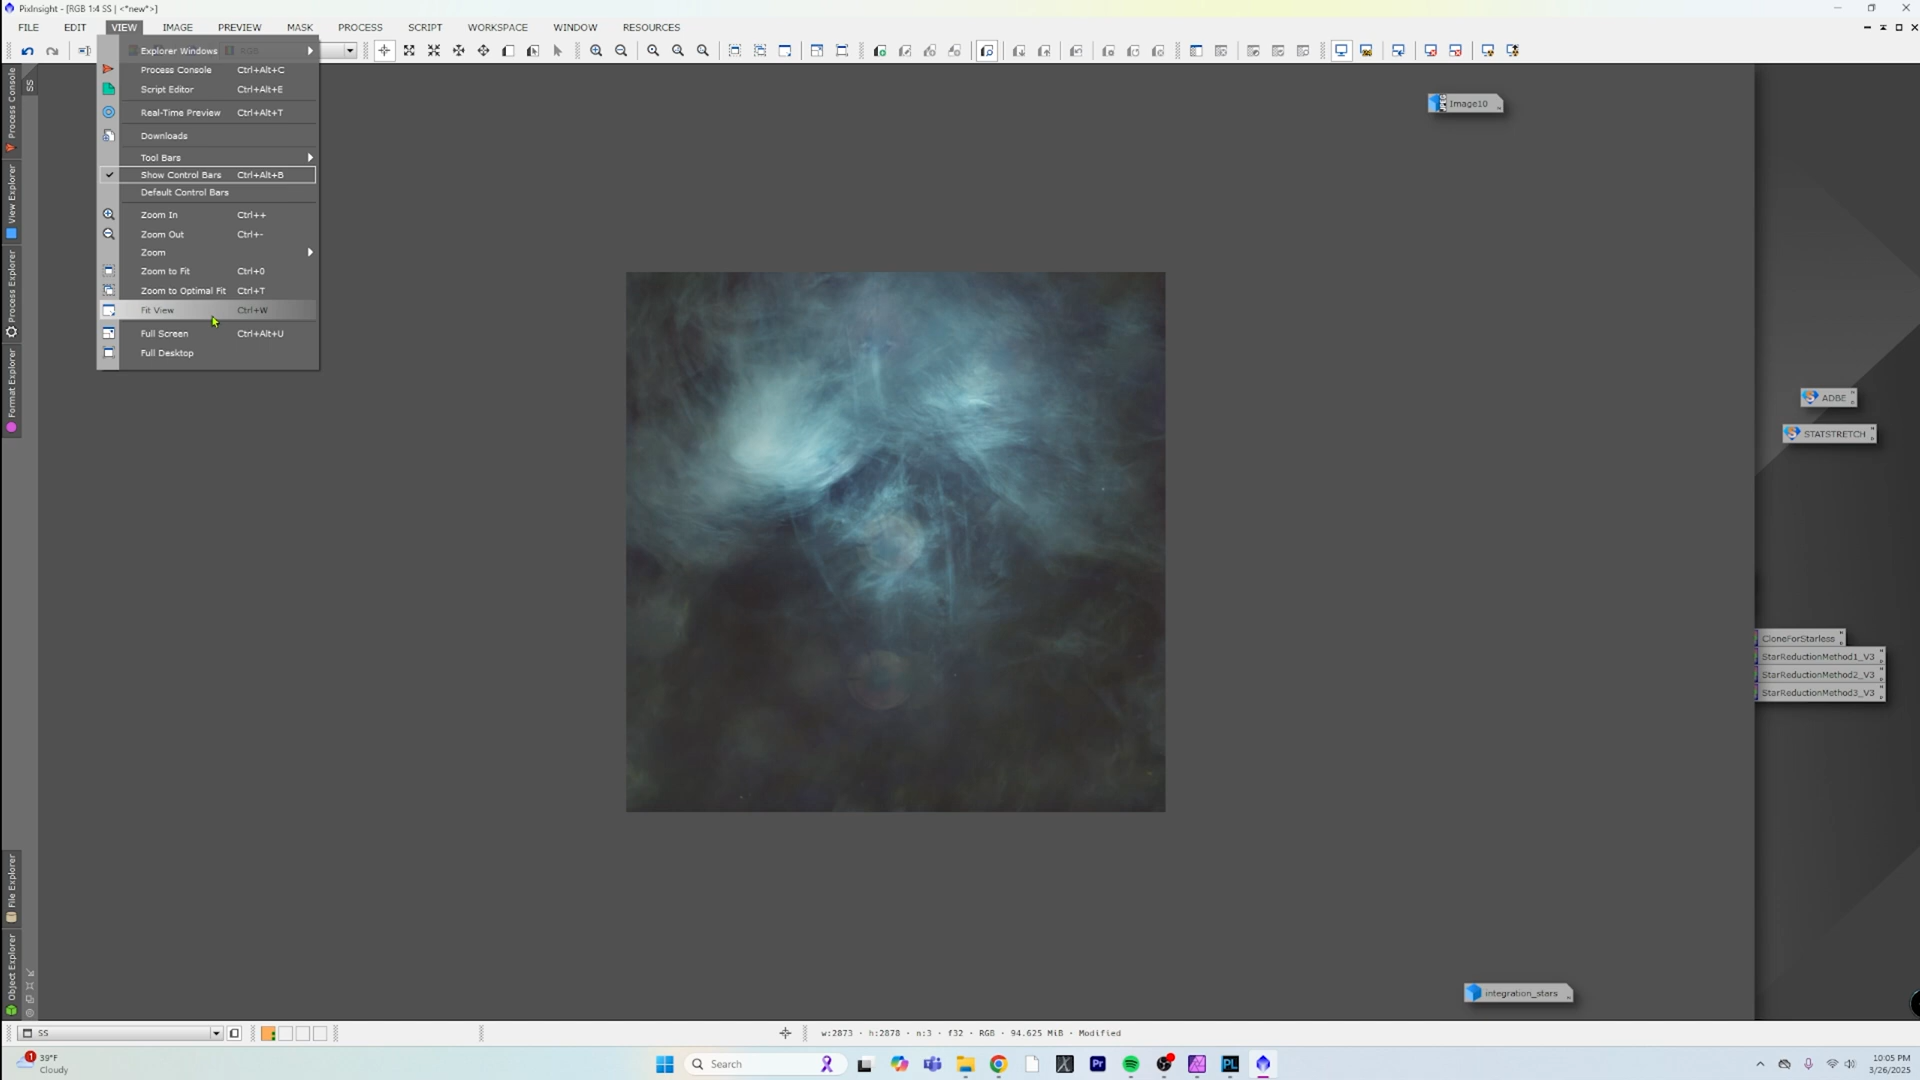 PixInsight - [RGB 1:4 SS | <*new*>]
FILE EDIT VIEW IMAGE PREVIEW MASK PROCESS SCRIPT WORKSPACE WINDOW RESOURCES
Explorer Windows
Process Console Ctrl+Alt+C
Script Editor Ctrl+Alt+E
Real-Time Preview Ctrl+Alt+T
Downloads
Tool Bars
Show Control Bars Ctrl+Alt+B
Default Control Bars
Zoom In Ctrl++
Zoom Out Ctrl+-
Zoom
Zoom to Fit Ctrl+0
Zoom to Optimal Fit Ctrl+T
Fit View Ctrl+W
Full Screen Ctrl+Alt+U
Full Desktop
Process Console
View Explorer
Process Explorer
Format Explorer
File Explorer
Object Explorer
SS
Image10
ADBE
STATSTRETCH
CloneForStarless
StarReductionMethod1_V3
StarReductionMethod2_V3
StarReductionMethod3_V3
integration_stars
SS
w:2873 · h:2878 · n:3 · f32 · RGB · 94.625 MiB · Modified
1
39°F
Cloudy
Search
Pr
PL
10:05 PM
3/26/2025